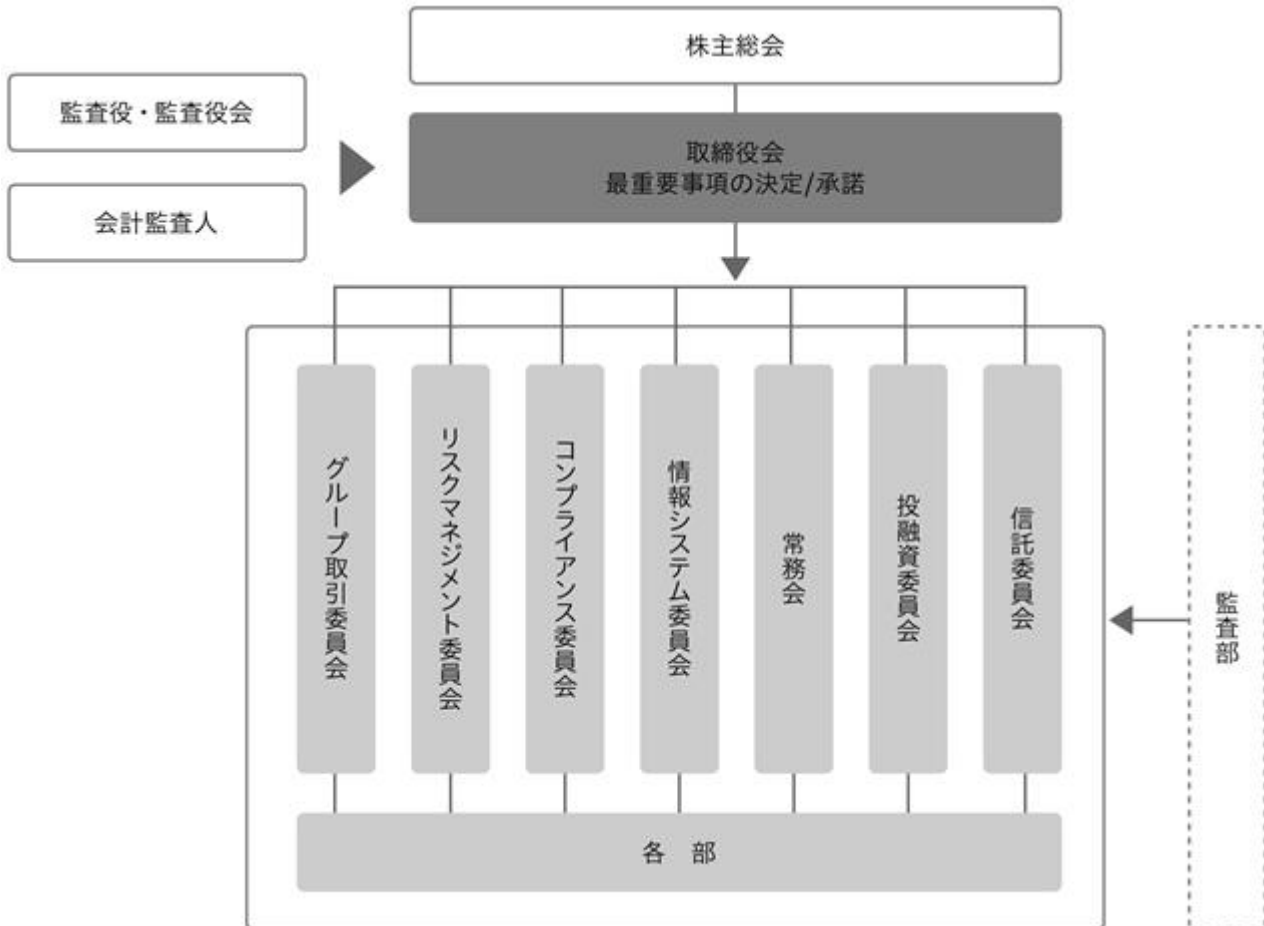 株主総会
監査役・監査役会
取締役会
最重要事項の決定/承諾
会計監査人
グループ取引委員会
リスクマネジメント委員会
コンプライアンス委員会
情報システム委員会
常務会
投融資委員会
信託委員会
監査部
各 部